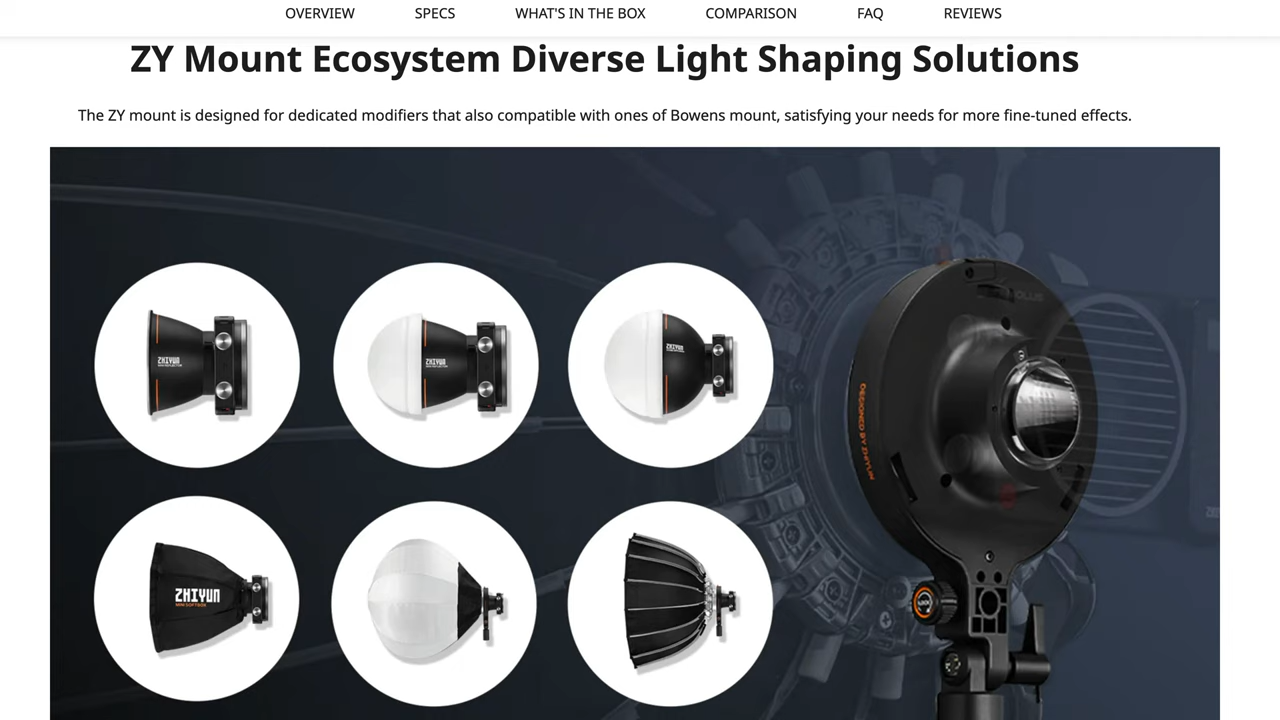 OVERVIEW SPECS WHAT'S IN THE BOX COMPARISON FAQ REVIEWS
ZY Mount Ecosystem Diverse Light Shaping Solutions
The ZY mount is designed for dedicated modifiers that also compatible with ones of Bowens mount, satisfying your needs for more fine-tuned effects.
ZHIYUN
ZHIYUN
ZHIYUN
DESIGNED BY ZHIYUN
ZHIYUN
MINI SOFTBOX